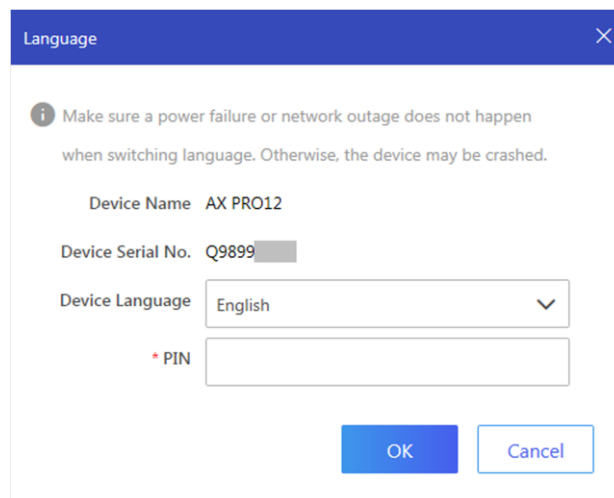 Language
Make sure a power failure or network outage does not happen
when switching language. Otherwise, the device may be crashed.
Device Name AX PRO12
Device Serial No. Q9899
Device Language English
* PIN
OK Cancel